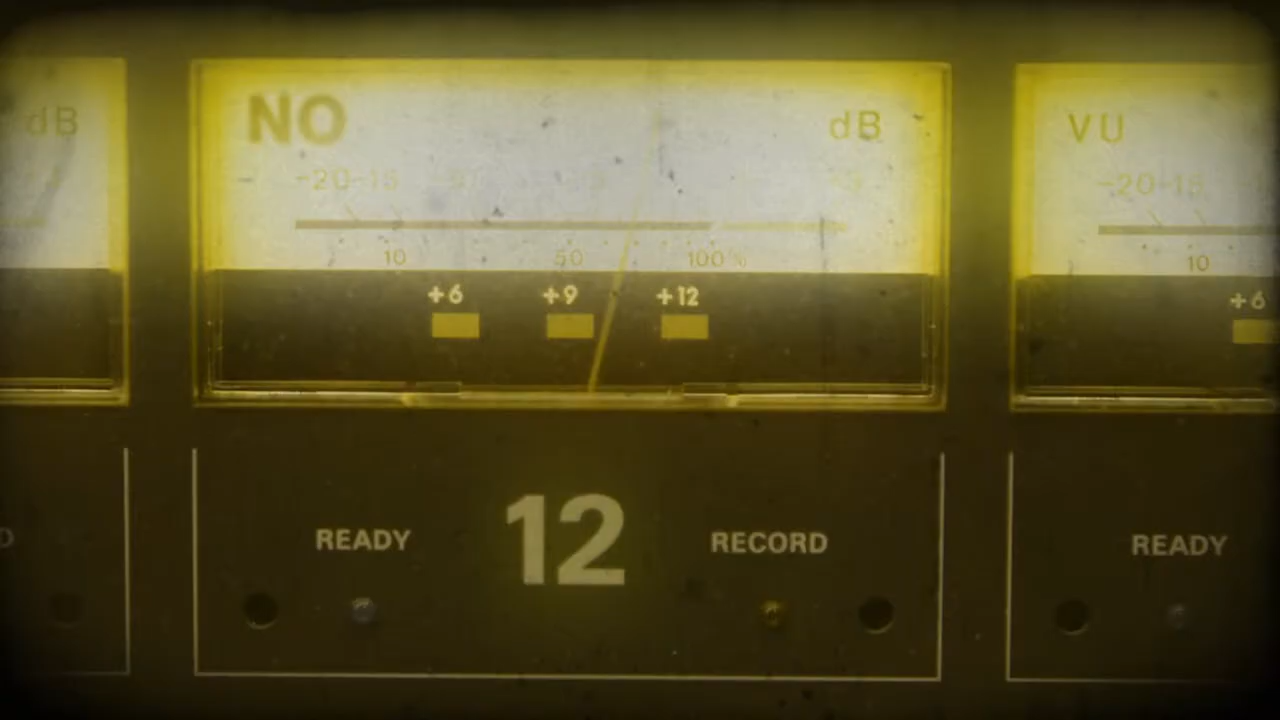 dB
NO dB
-20-15
10 50 100%
+6 +9 +12
READY 12 RECORD
VU
-20-15
10
+6
READY